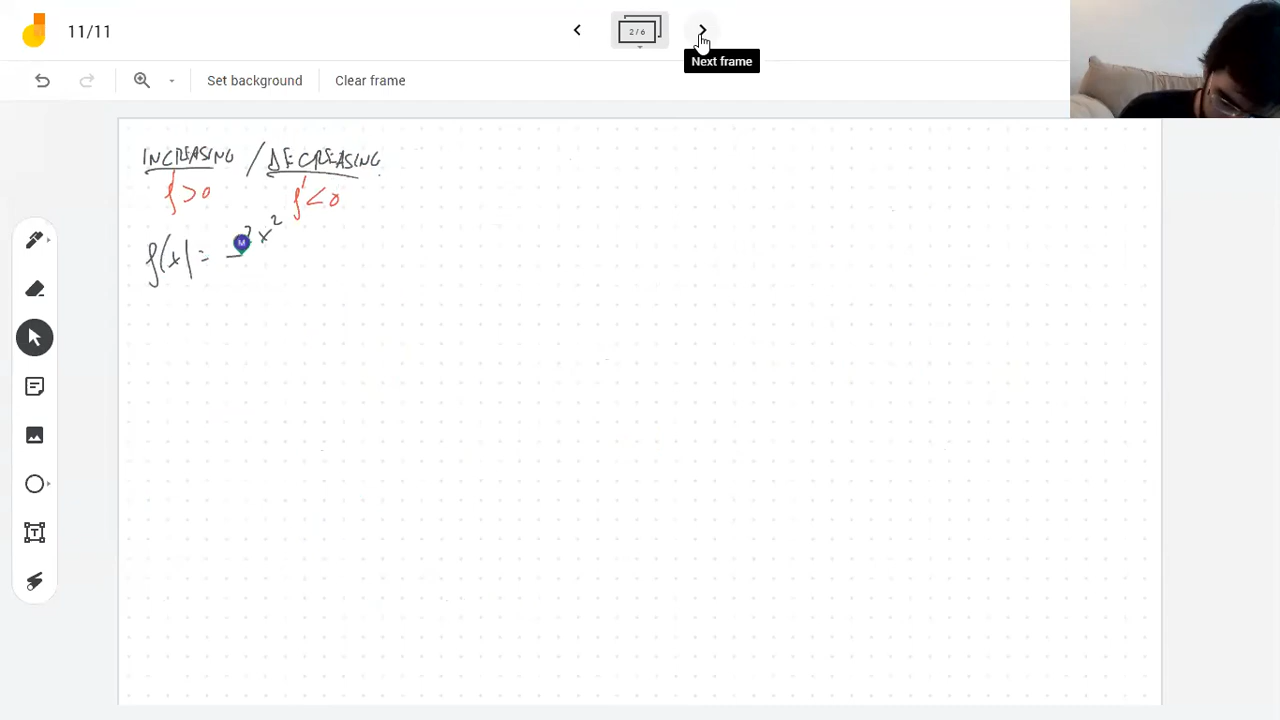 11/11
2 / 6
Next frame
Set background
Clear frame
INCREASING / DECREASING
f' > 0 f' < 0
M
f(x) = x²